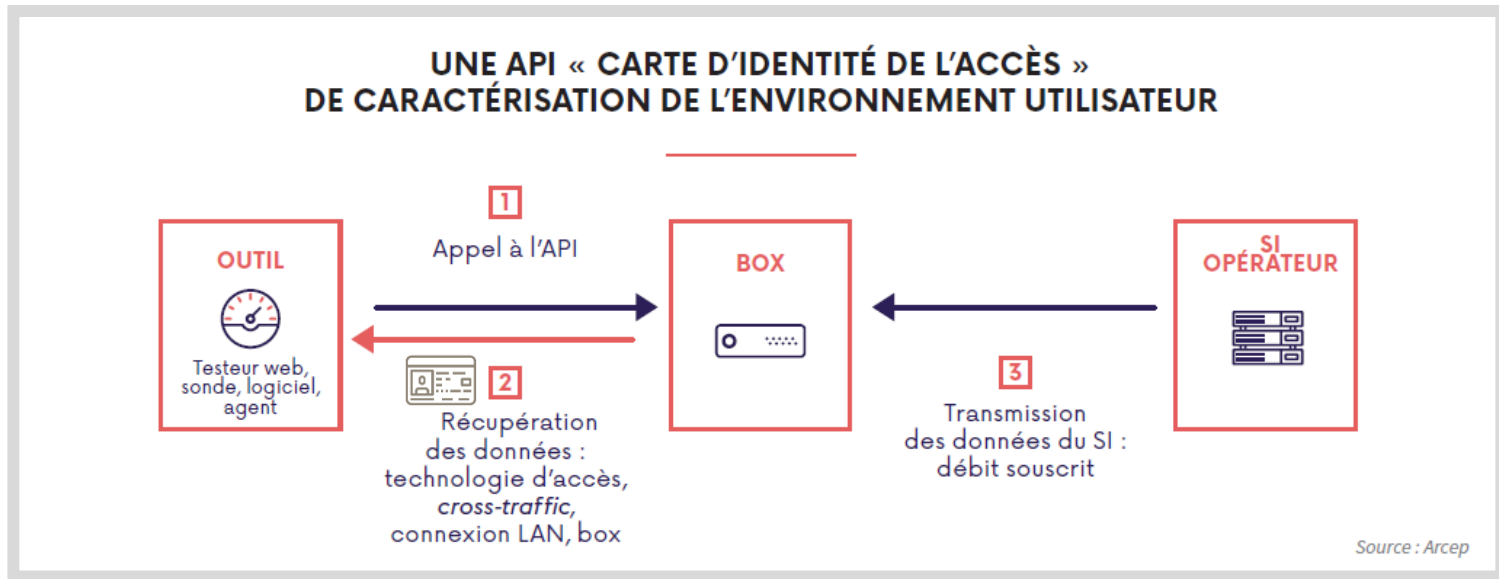 UNE API « CARTE D'IDENTITÉ DE L'ACCÈS »
DE CARACTÉRISATION DE L'ENVIRONNEMENT UTILISATEUR
OUTIL
Testeur web,
sonde, logiciel,
agent
1
Appel à l'API
2
Récupération
des données :
technologie d'accès,
cross-traffic,
connexion LAN, box
BOX
3
Transmission
des données du SI :
débit souscrit
SI
OPÉRATEUR
Source : Arcep